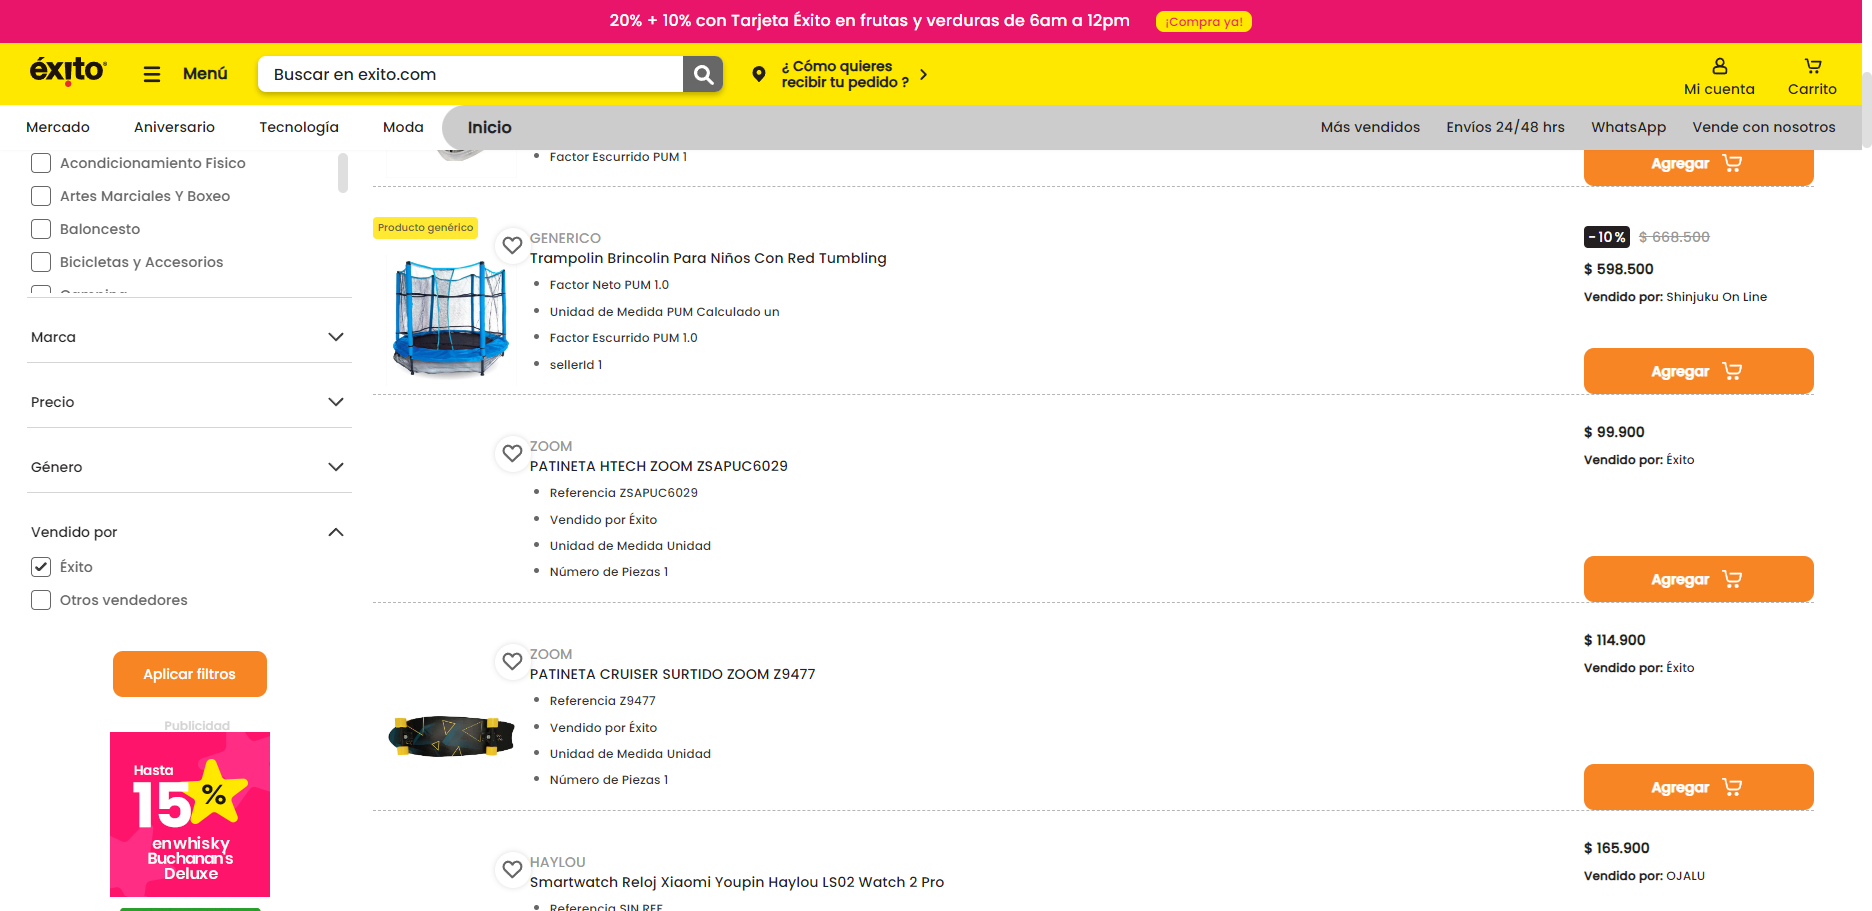 20% + 10% con Tarjeta Éxito en frutas y verduras de 6am a 12pm
¡Compra ya!
éxito
Menú
Buscar en exito.com
¿ Cómo quieres
recibir tu pedido ?
Mi cuenta
Carrito
Mercado
Aniversario
Tecnología
Moda
Inicio
Más vendidos
Envíos 24/48 hrs
WhatsApp
Vende con nosotros
Acondicionamiento Fisico
Artes Marciales Y Boxeo
Baloncesto
Bicicletas y Accesorios
Marca
Precio
Género
Vendido por
Éxito
Otros vendedores
Aplicar filtros
Publicidad
Hasta
15%
en whisky
Buchanan's
Deluxe
Factor Escurrido PUM 1
Agregar
Producto genérico
GENERICO
Trampolin Brincolin Para Niños Con Red Tumbling
Factor Neto PUM 1.0
Unidad de Medida PUM Calculado un
Factor Escurrido PUM 1.0
sellerId 1
-10% $ 668.500
$ 598.500
Vendido por: Shinjuku On Line
Agregar
ZOOM
PATINETA HTECH ZOOM ZSAPUC6029
Referencia ZSAPUC6029
Vendido por Éxito
Unidad de Medida Unidad
Número de Piezas 1
$ 99.900
Vendido por: Éxito
Agregar
ZOOM
PATINETA CRUISER SURTIDO ZOOM Z9477
Referencia Z9477
Vendido por Éxito
Unidad de Medida Unidad
Número de Piezas 1
$ 114.900
Vendido por: Éxito
Agregar
HAYLOU
Smartwatch Reloj Xiaomi Youpin Haylou LS02 Watch 2 Pro
Referencia SIN REF
$ 165.900
Vendido por: OJALU